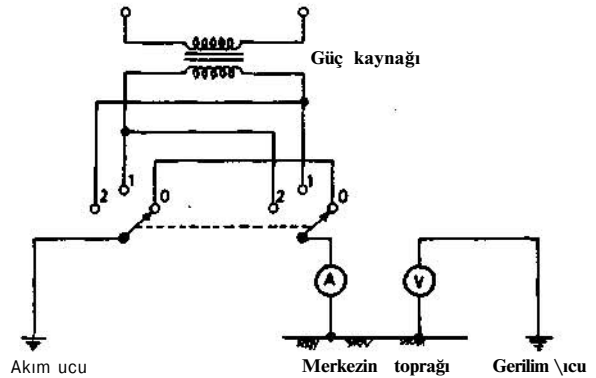 Güç kaynağı
2 1 0 2 1 0
A V
Akım ucu Merkezin toprağı Gerilim \ıcu